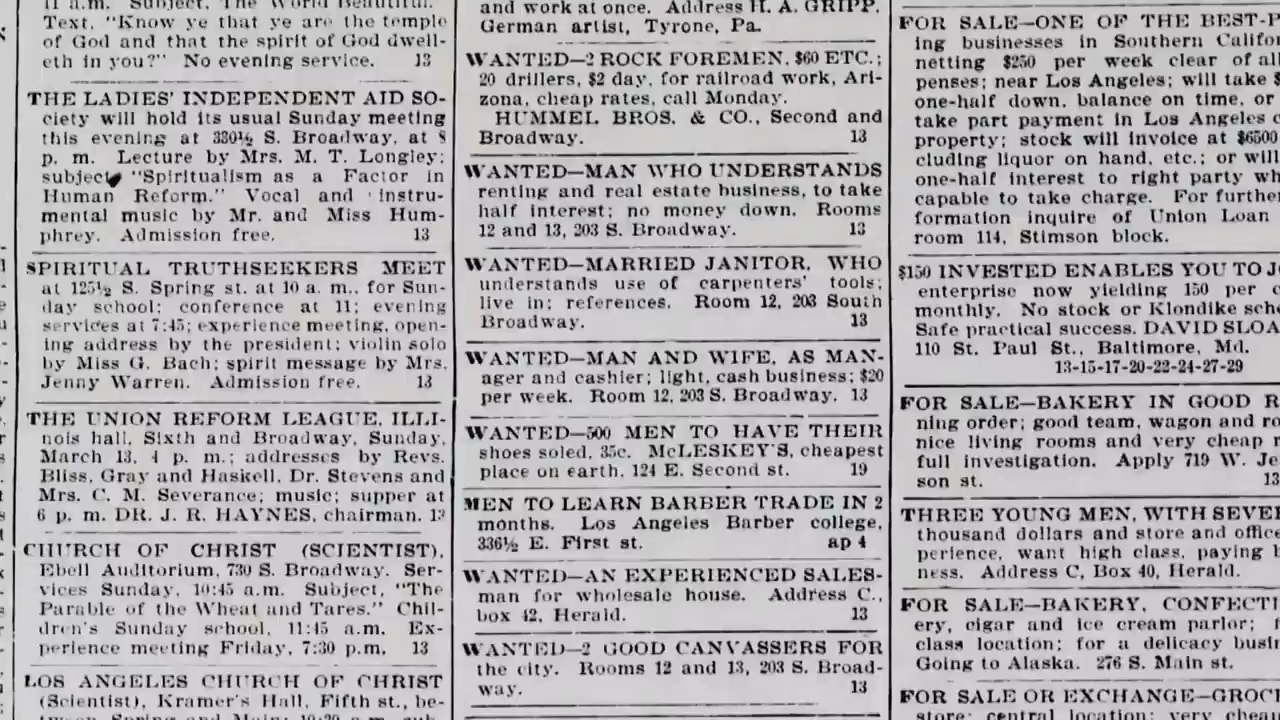 11 a.m. Subject, "The World Beautiful."
Text, "Know ye that ye are the temple
of God and that the spirit of God dwell-
eth in you?" No evening service. 13
THE LADIES' INDEPENDENT AID SO-
ciety will hold its usual Sunday meeting
this evening at 330½ S. Broadway, at 8
p. m. Lecture by Mrs. M. T. Longley;
subject "Spiritualism as a Factor in
Human Reform." Vocal and instru-
mental music by Mr. and Miss Hum-
phrey. Admission free. 13
SPIRITUAL TRUTHSEEKERS MEET
at 125½ S. Spring st. at 10 a. m., for Sun-
day school; conference at 11; evening
services at 7:45; experience meeting, open-
ing address by the president; violin solo
by Miss G. Bach; spirit message by Mrs.
Jenny Warren. Admission free. 13
THE UNION REFORM LEAGUE, ILLI-
nois hall, Sixth and Broadway, Sunday,
March 13, 4 p. m.; addresses by Revs.
Bliss, Gray and Haskell, Dr. Stevens and
Mrs. C. M. Severance; music; supper at
6 p. m. DR. J. R. HAYNES, chairman. 13
CHURCH OF CHRIST (SCIENTIST),
Ebell Auditorium, 730 S. Broadway. Ser-
vices Sunday, 10:45 a.m. Subject, "The
Parable of the Wheat and Tares." Chil-
dren's Sunday school, 11:45 a.m. Ex-
perience meeting Friday, 7:30 p.m. 13
LOS ANGELES CHURCH OF CHRIST
(Scientist), Kramer's Hall, Fifth st., be-
tween Spring and Main; 10:30 a.m.
and work at once. Address H. A. GRIPP,
German artist, Tyrone, Pa.
WANTED—2 ROCK FOREMEN, $60 ETC.;
20 drillers, $2 day, for railroad work, Ari-
zona, cheap rates, call Monday.
HUMMEL BROS. & CO., Second and
Broadway. 13
WANTED—MAN WHO UNDERSTANDS
renting and real estate business, to take
half interest; no money down. Rooms
12 and 13, 203 S. Broadway. 13
WANTED—MARRIED JANITOR, WHO
understands use of carpenters' tools;
live in; references. Room 12, 203 South
Broadway. 13
WANTED—MAN AND WIFE, AS MAN-
ager and cashier; light, cash business; $20
per week. Room 12, 203 S. Broadway. 13
WANTED—500 MEN TO HAVE THEIR
shoes soled, 35c. McLESKEY'S, cheapest
place on earth, 124 E. Second st. 19
MEN TO LEARN BARBER TRADE IN 2
months. Los Angeles Barber college,
336½ E. First st. ap 4
WANTED—AN EXPERIENCED SALES-
man for wholesale house. Address C.,
box 42, Herald. 13
WANTED—2 GOOD CANVASSERS FOR
the city. Rooms 12 and 13, 203 S. Broad-
way. 13
FOR SALE—ONE OF THE BEST-
ing businesses in Southern Califor
netting $250 per week clear of all
penses; near Los Angeles; will take $
one-half down, balance on time, or
take part payment in Los Angeles
property; stock will invoice at $6500
cluding liquor on hand, etc.; or will
one-half interest to right party wh
capable to take charge. For further
formation inquire of Union Loan
room 114, Stimson block.
$150 INVESTED ENABLES YOU TO J
enterprise now yielding 150 per c
monthly. No stock or Klondike sch
Safe practical success. DAVID SLOA
110 St. Paul St., Baltimore, Md.
13-15-17-20-22-24-27-29
FOR SALE—BAKERY IN GOOD R
ning order; good team, wagon and ro
nice living rooms and very cheap
full investigation. Apply 719 W. Je
son st. 13
THREE YOUNG MEN, WITH SEVE
thousand dollars and store and office
perience, want high class, paying
ness. Address C, Box 40, Herald.
FOR SALE—BAKERY, CONFECTI
ery, cigar and ice cream parlor;
class location; for a delicacy busi
Going to Alaska. 276 S. Main st.
FOR SALE OR EXCHANGE—GROC
store; central location; very cheap